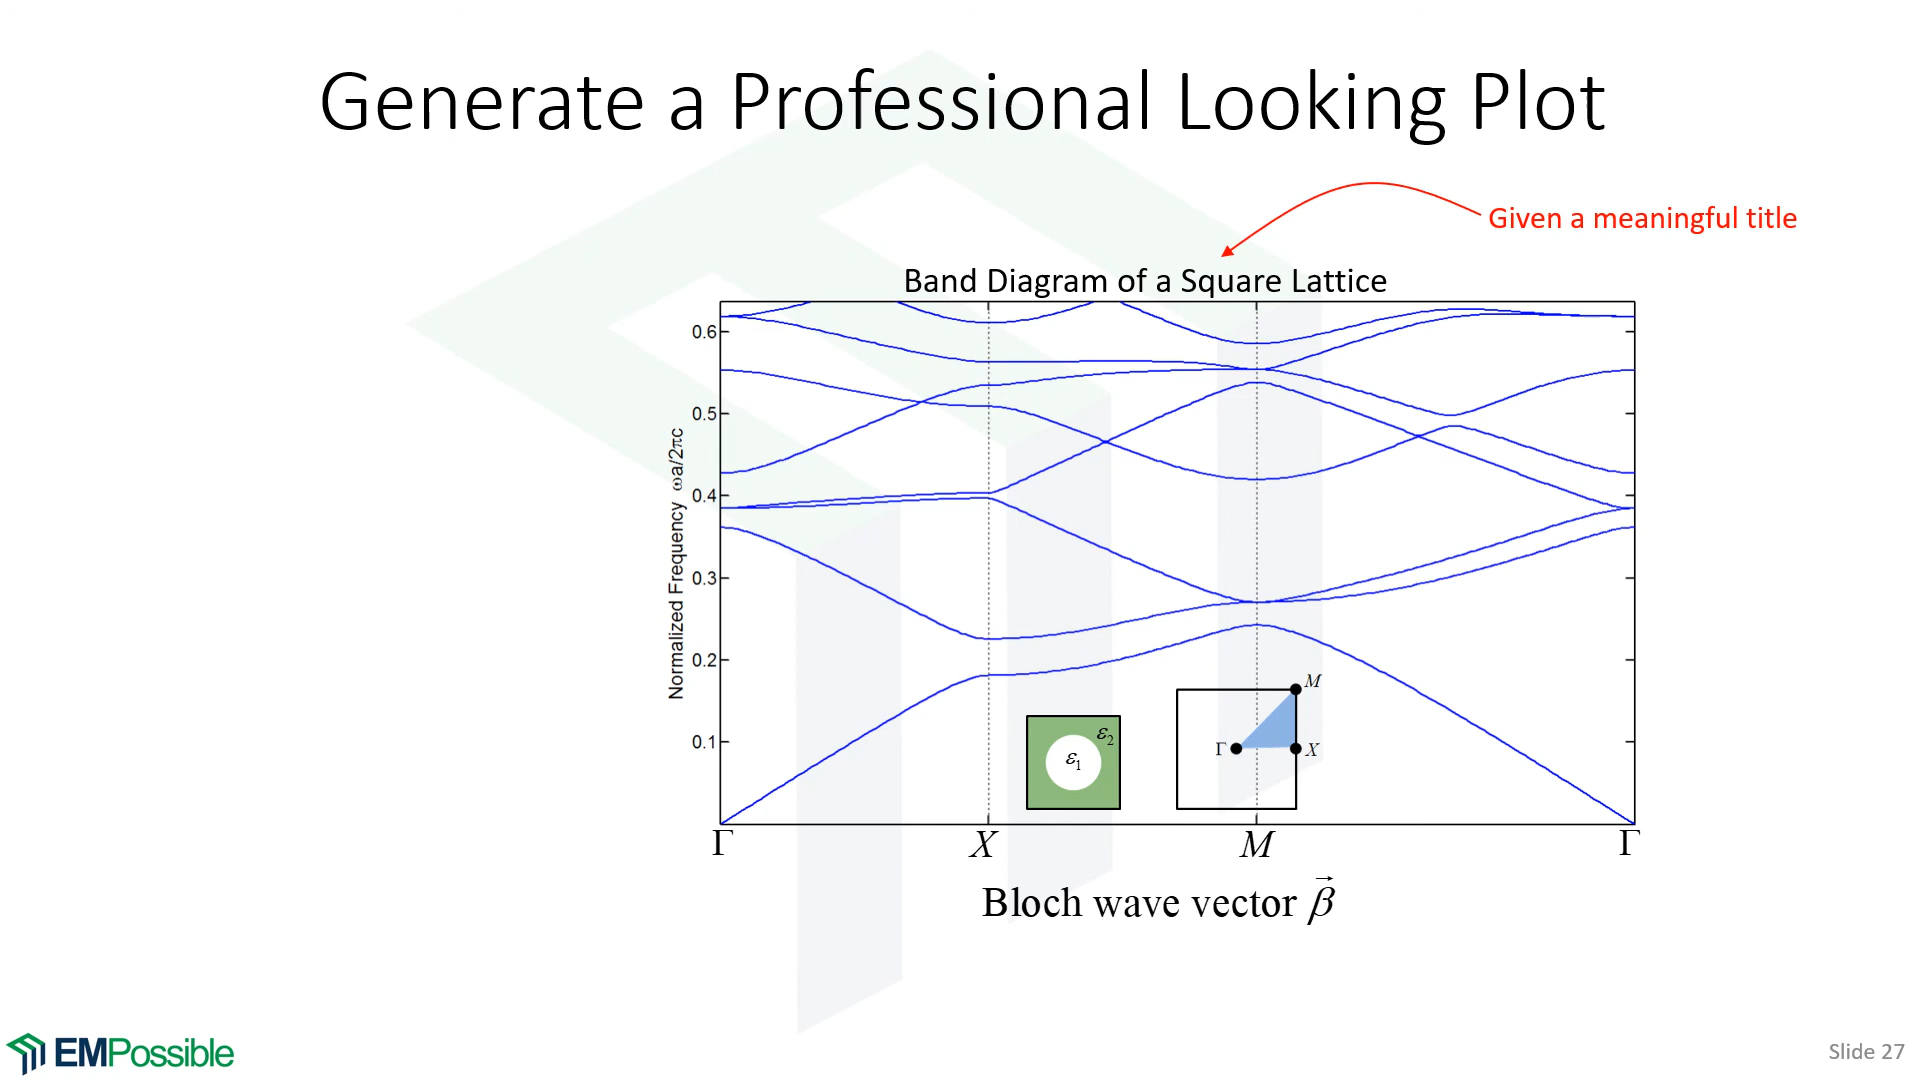 Generate a Professional Looking Plot
Given a meaningful title
Band Diagram of a Square Lattice
0.6
0.5
0.4
0.3
0.2
0.1
Normalized Frequency ωa/2πc
M
Γ
X
ε₂
ε₁
Γ
X
M
Γ
Bloch wave vector β⃗
EMPossible
Slide 27